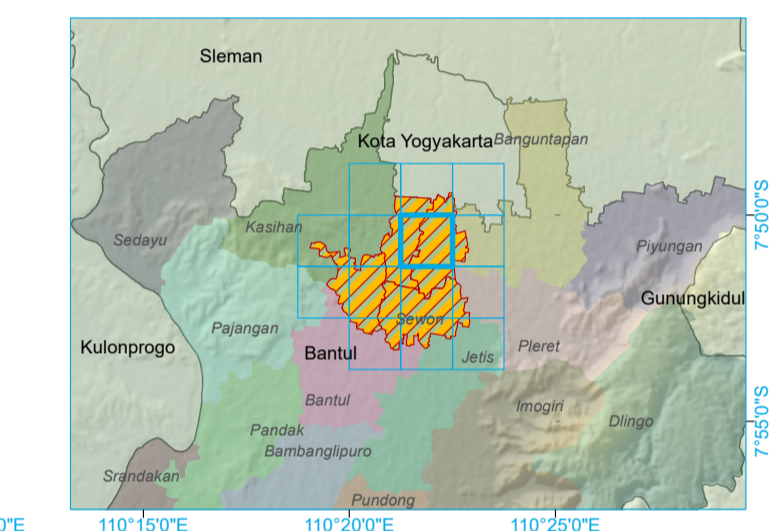 Sleman
Kota Yogyakarta
Banguntapan
Kasihan
Sedayu
Piyungan
7°50'0"S
Gunungkidul
Sewon
Pajangan
Kulonprogo
Bantul
Jetis
Pleret
Bantul
Imogiri
Dlingo
Pandak
Bambanglipuro
7°55'0"S
Srandakan
Pundong
0"E
110°15'0"E
110°20'0"E
110°25'0"E